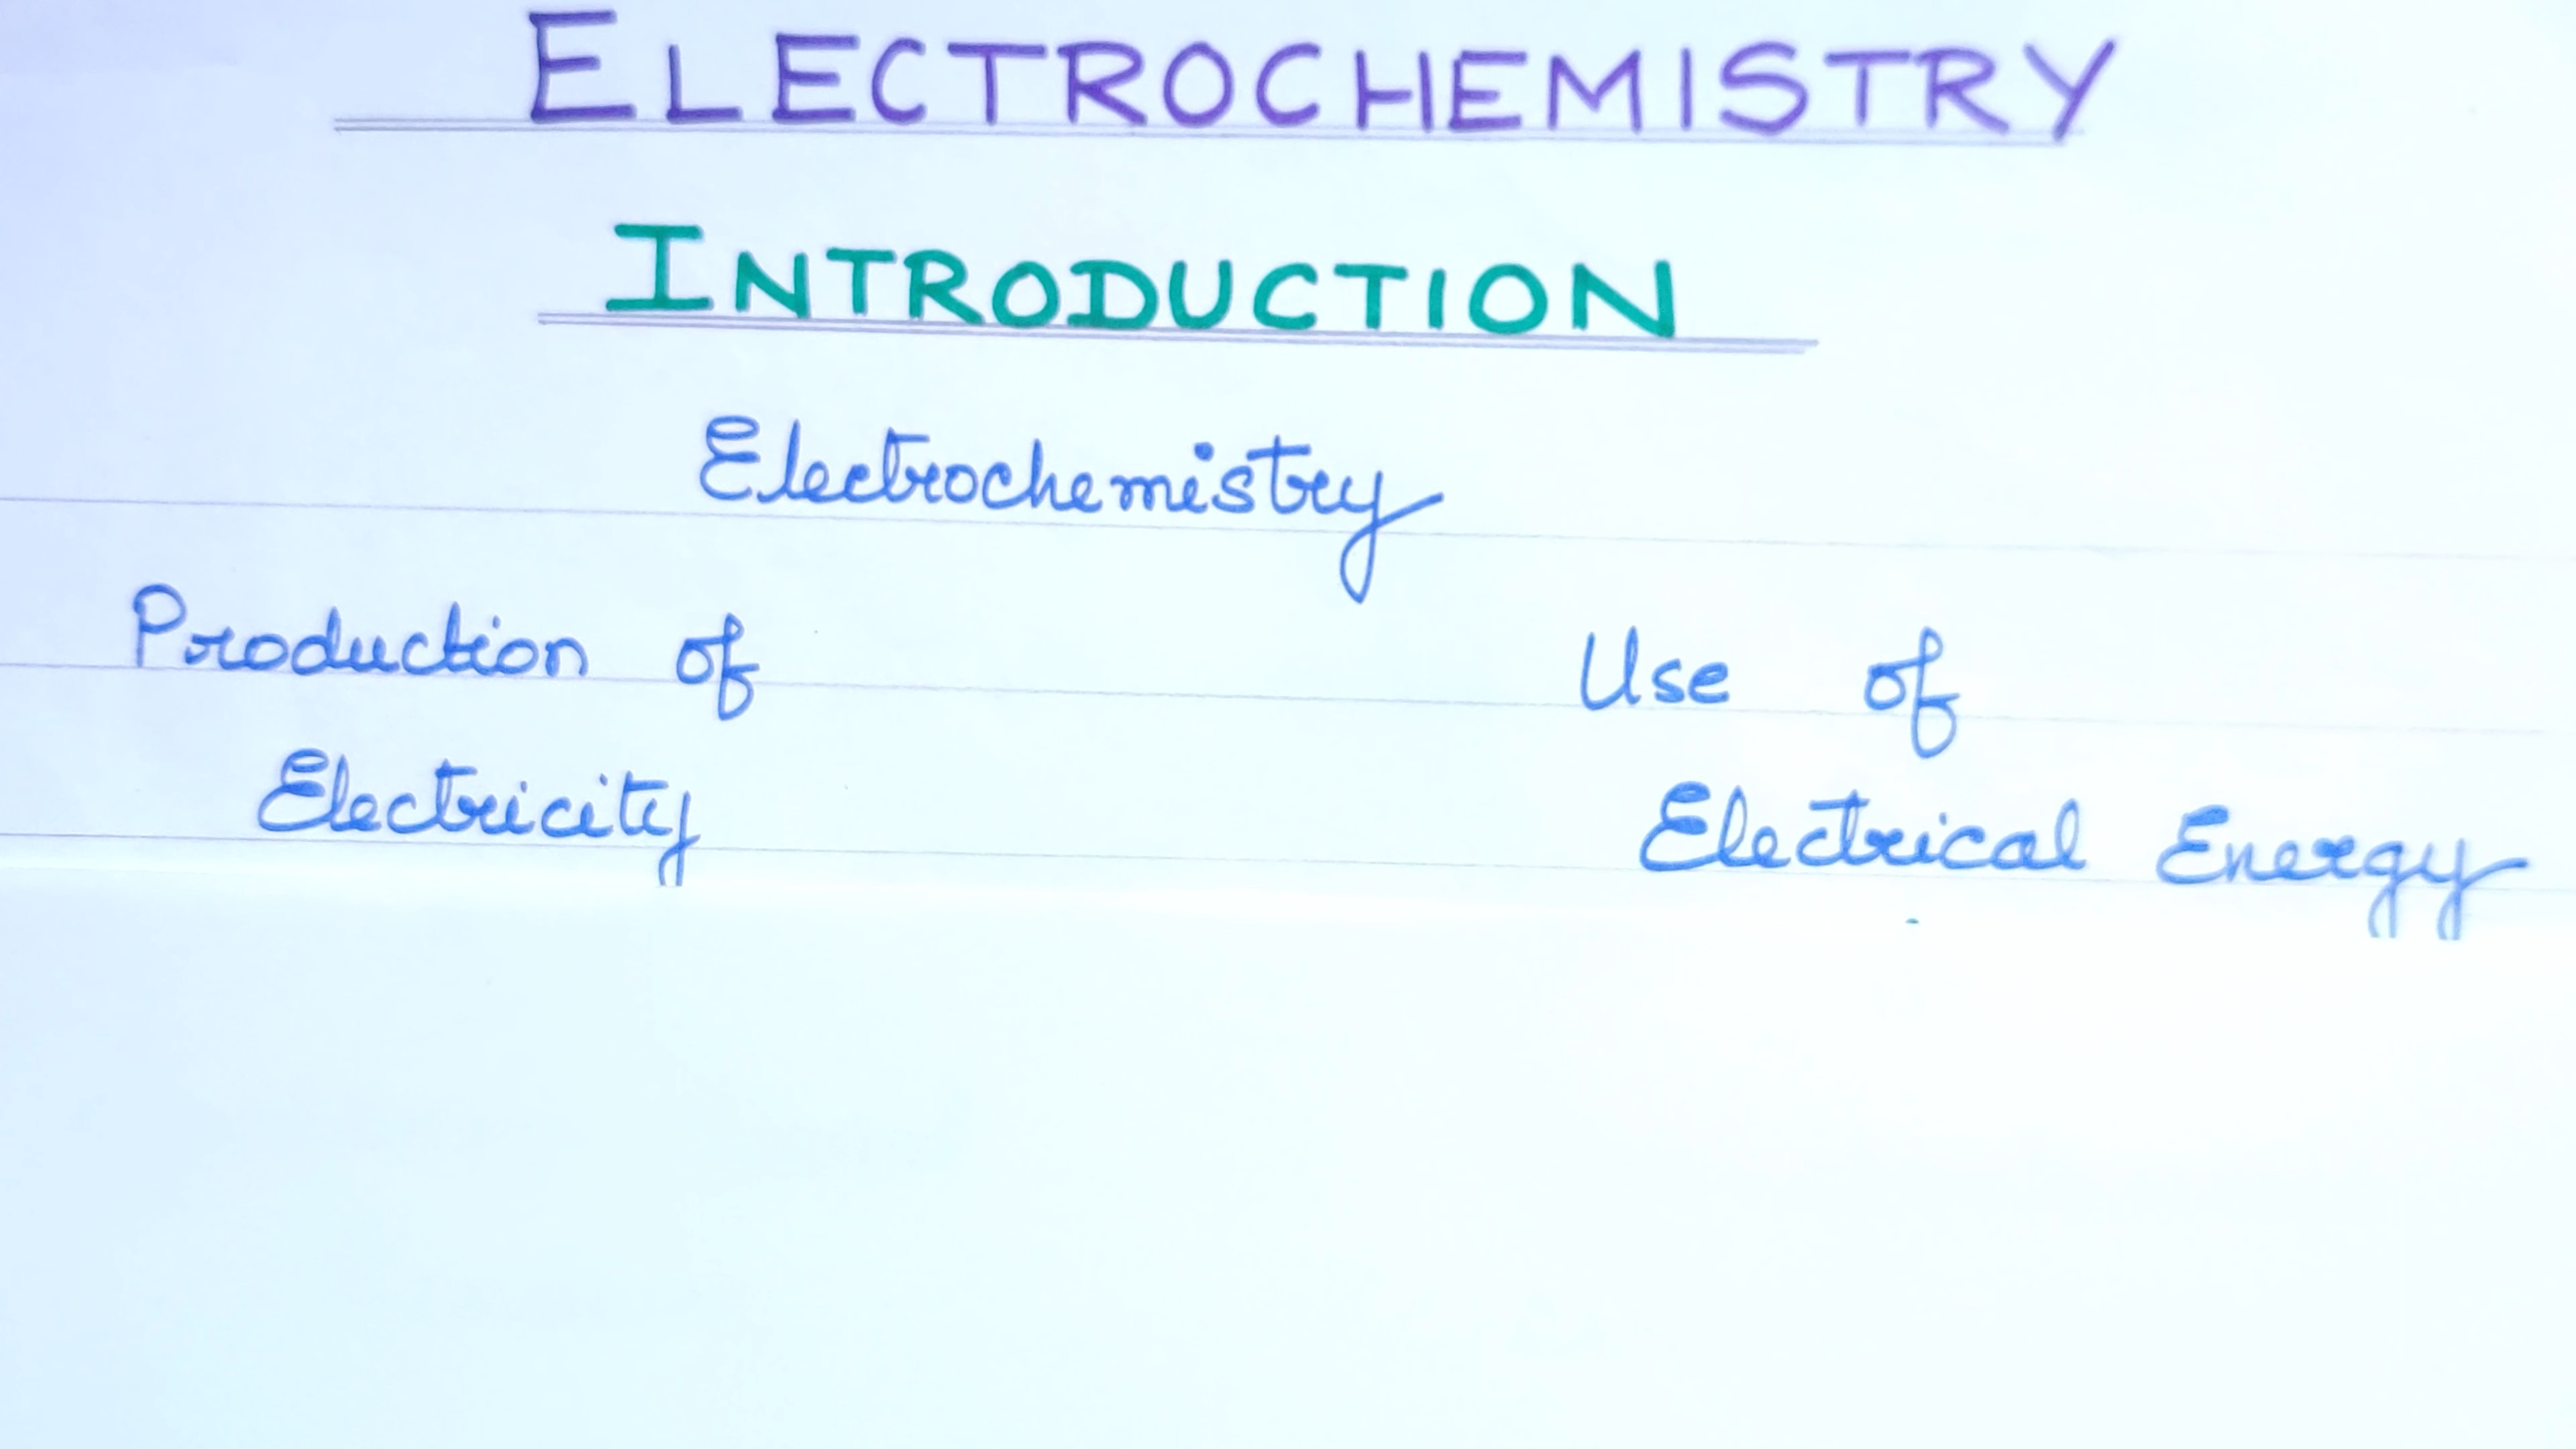 ELECTROCHEMISTRY
INTRODUCTION
Electrochemistry
Production of
Electricity
Use of
Electrical Energy